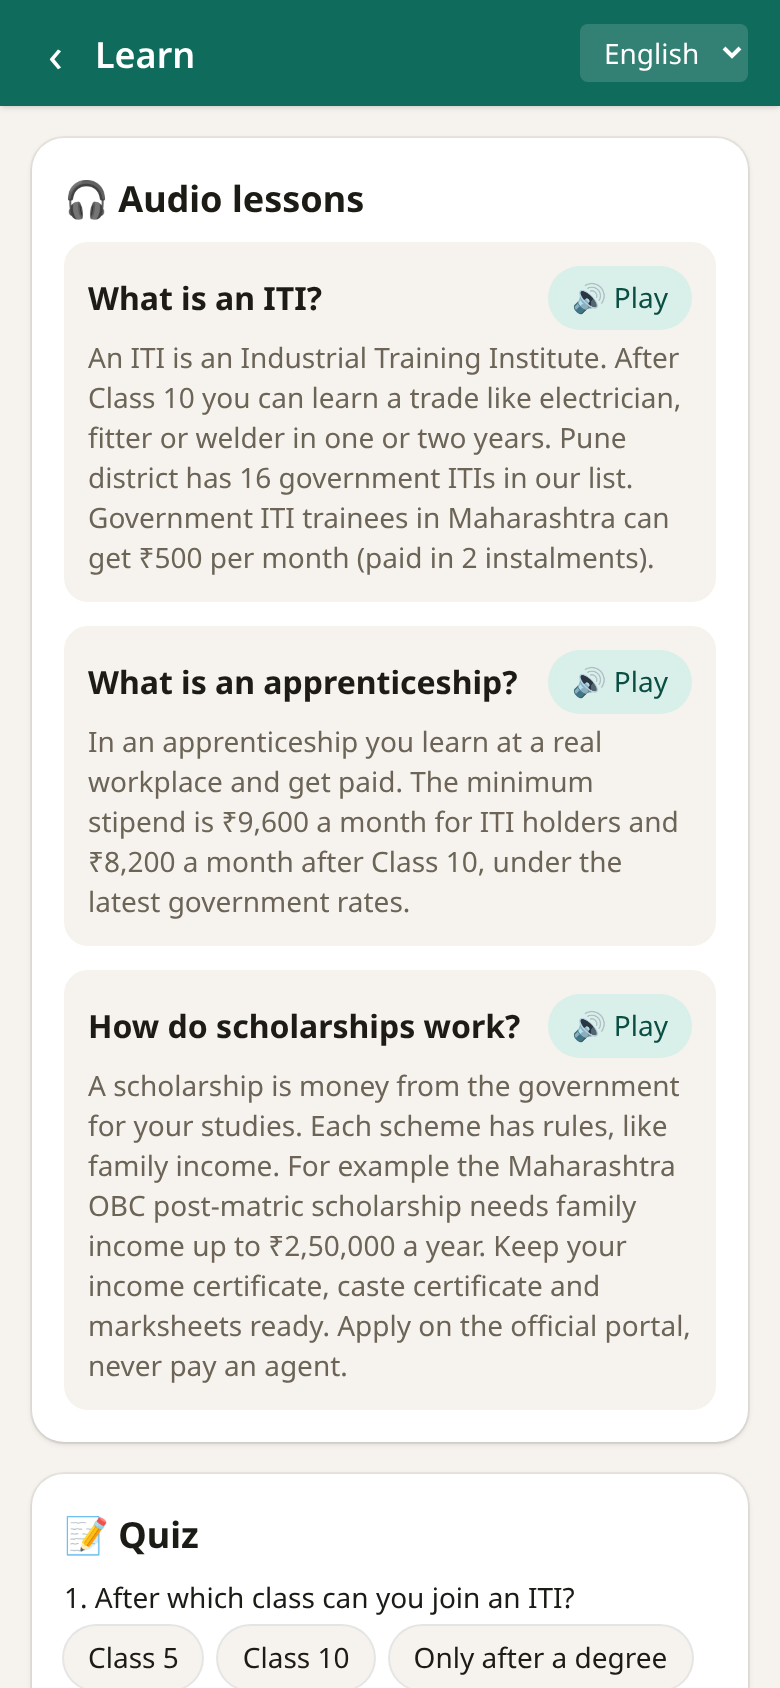 ‹ Learn
English
🎧 Audio lessons
What is an ITI?
🔊 Play
An ITI is an Industrial Training Institute. After
Class 10 you can learn a trade like electrician,
fitter or welder in one or two years. Pune
district has 16 government ITIs in our list.
Government ITI trainees in Maharashtra can
get ₹500 per month (paid in 2 instalments).
What is an apprenticeship?
🔊 Play
In an apprenticeship you learn at a real
workplace and get paid. The minimum
stipend is ₹9,600 a month for ITI holders and
₹8,200 a month after Class 10, under the
latest government rates.
How do scholarships work?
🔊 Play
A scholarship is money from the government
for your studies. Each scheme has rules, like
family income. For example the Maharashtra
OBC post-matric scholarship needs family
income up to ₹2,50,000 a year. Keep your
income certificate, caste certificate and
marksheets ready. Apply on the official portal,
never pay an agent.
📝 Quiz
1. After which class can you join an ITI?
Class 5
Class 10
Only after a degree